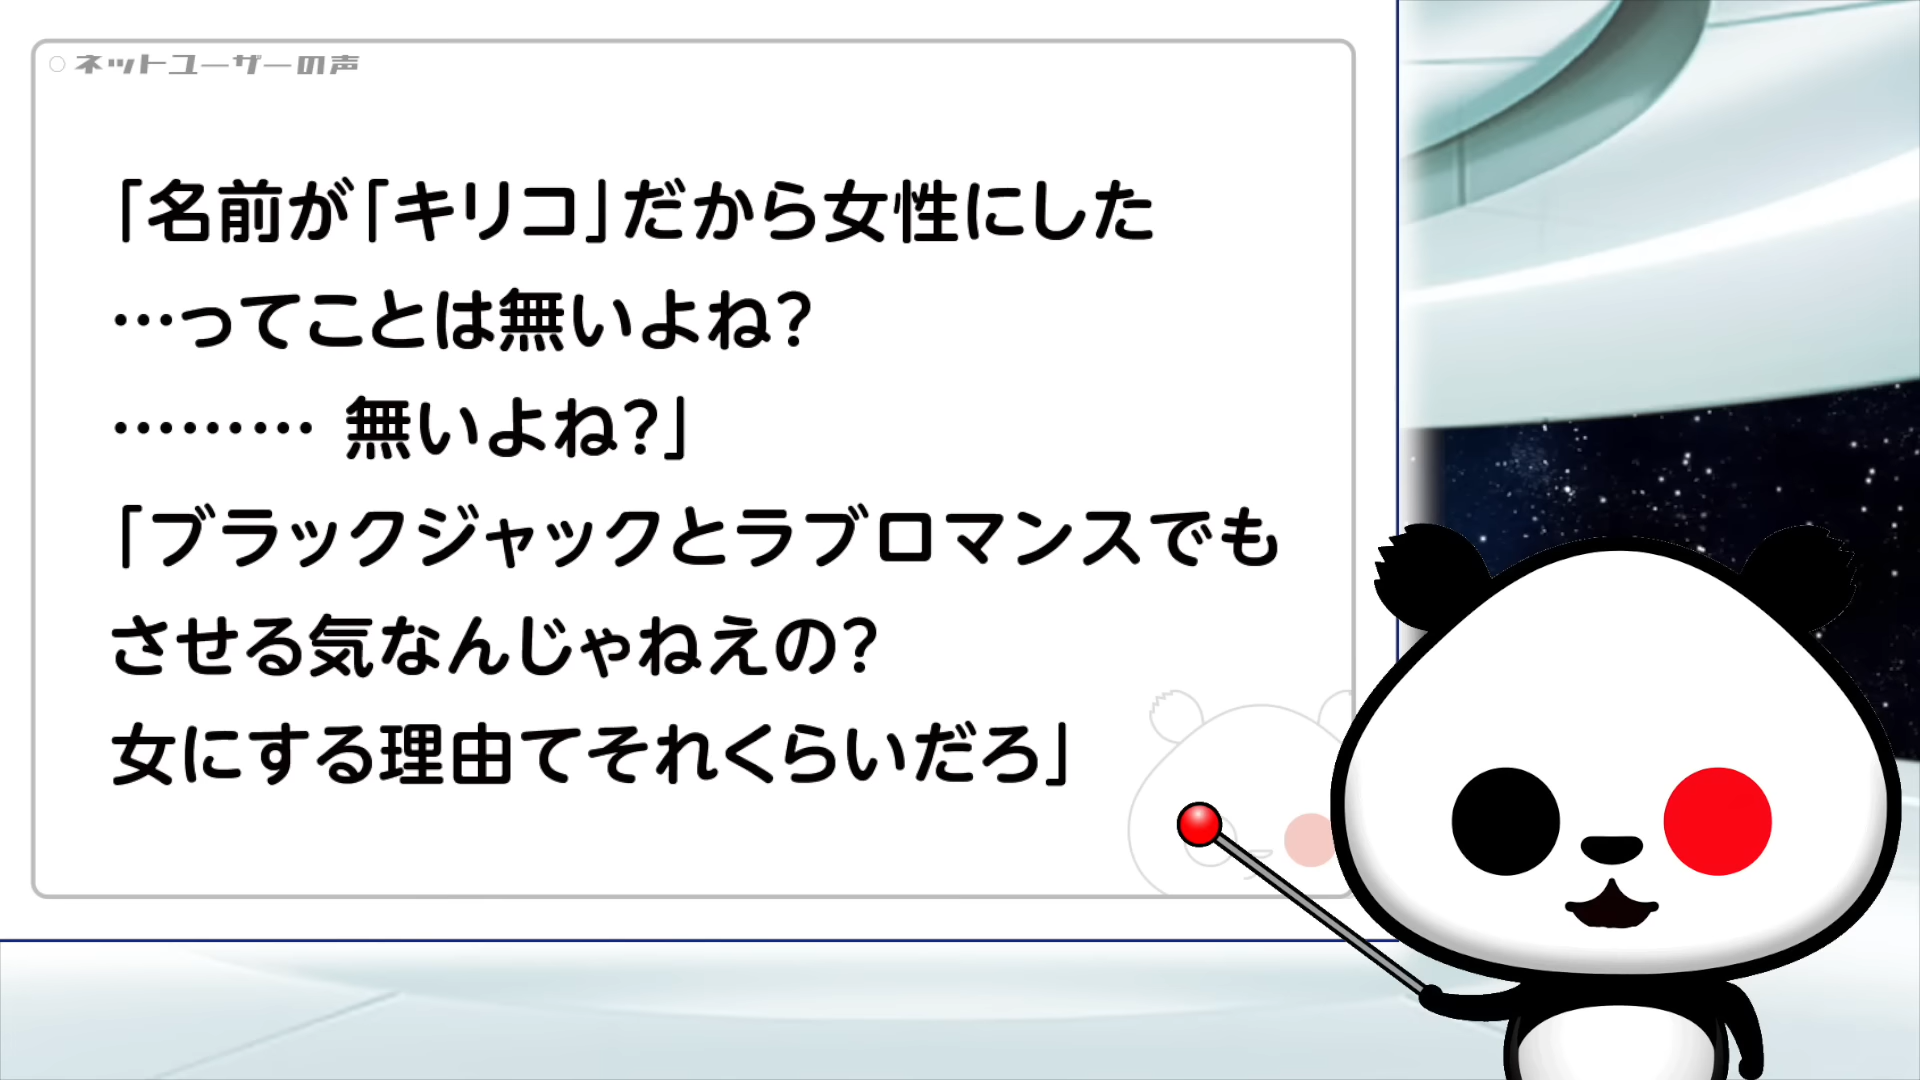 ネットユーザーの声
「名前が「キリコ」だから女性にした
…ってことは無いよね？
……… 無いよね？」
「ブラックジャックとラブロマンスでも
させる気なんじゃねえの？
女にする理由てそれくらいだろ」